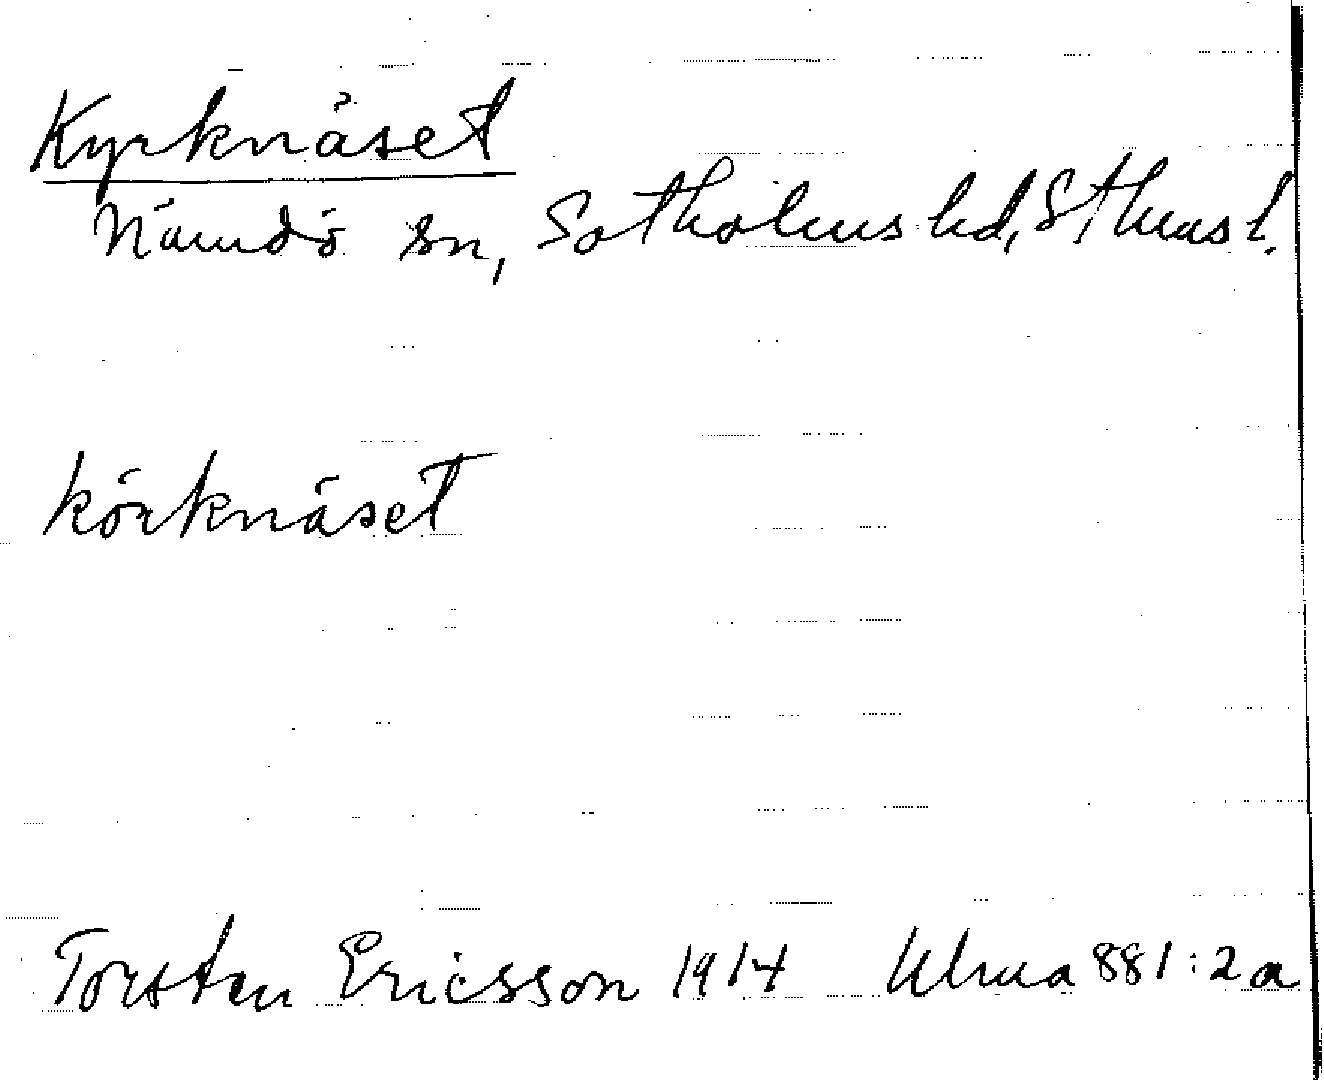 Kyrknäset
Nämdö sn, Sotholms hd, Sthms l.
körknäset
Torsten Ericsson 1914 Ulma 881:2a